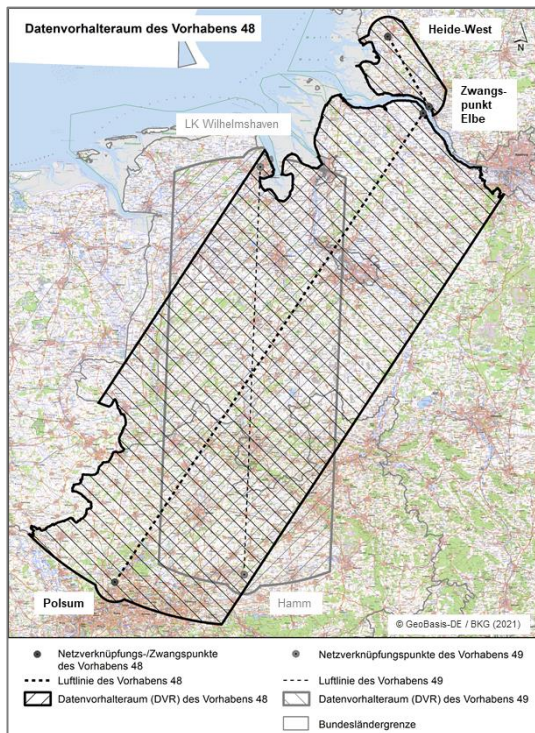 Datenvorhalteraum des Vorhabens 48
Heide-West
N
Zwangs-
punkt
Elbe
LK Wilhelmshaven
Polsum
Hamm
© GeoBasis-DE / BKG (2021)
Netzverknüpfungs-/Zwangspunkte
des Vorhabens 48
Luftlinie des Vorhabens 48
Datenvorhalteraum (DVR) des Vorhabens 48
Netzverknüpfungspunkte des Vorhabens 49
Luftlinie des Vorhabens 49
Datenvorhalteraum (DVR) des Vorhabens 49
Bundesländergrenze